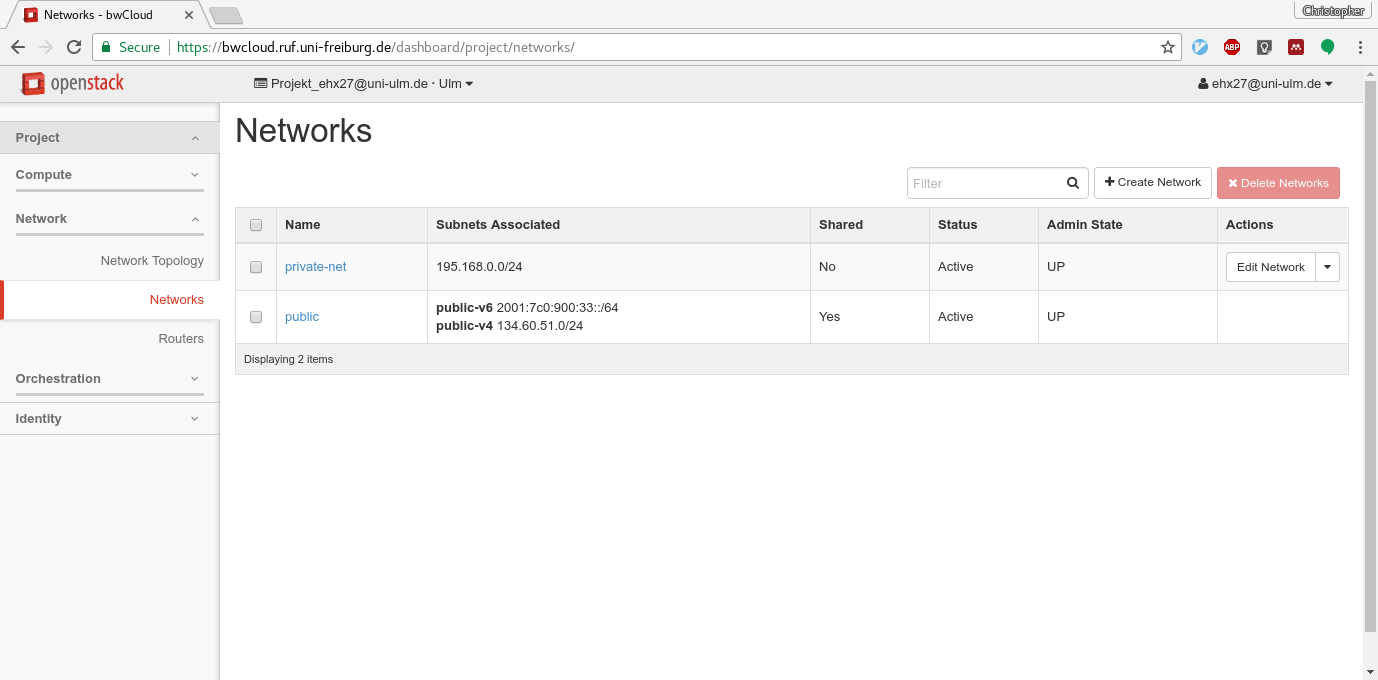 Networks - bwCloud
Christopher
Secure https://bwcloud.ruf.uni-freiburg.de/dashboard/project/networks/
ABP
openstack
Projekt_ehx27@uni-ulm.de · Ulm
ehx27@uni-ulm.de
Project
Compute
Network
Network Topology
Networks
Routers
Orchestration
Identity
Networks
Filter
Create Network
Delete Networks
Name Subnets Associated Shared Status Admin State Actions
private-net 195.168.0.0/24 No Active UP Edit Network
public public-v6 2001:7c0:900:33::/64 Yes Active UP
public-v4 134.60.51.0/24
Displaying 2 items